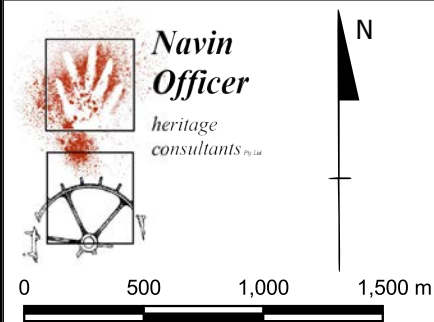 Navin
Officer
heritage
consultants Pty Ltd
N
0 500 1,000 1,500 m